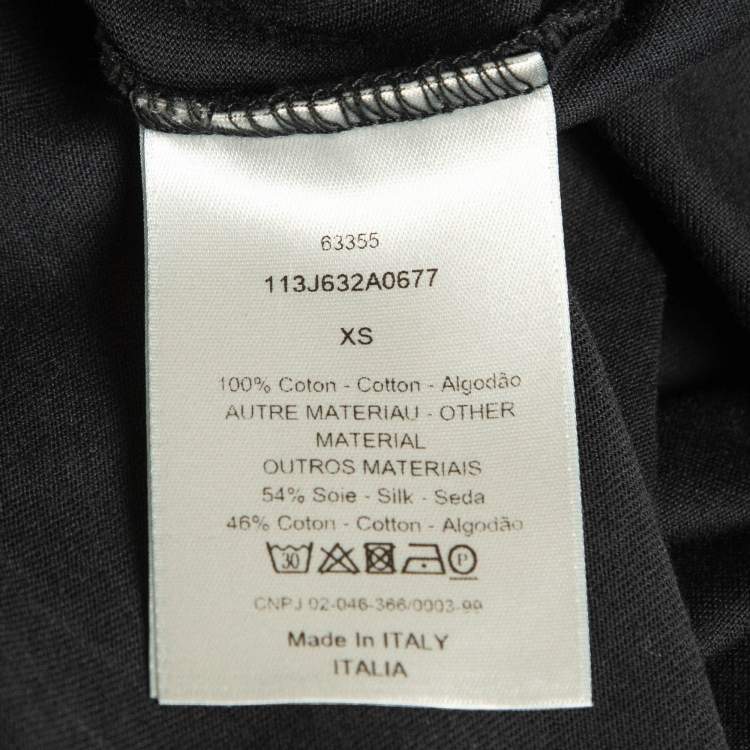 63355
113J632A0677
XS
100% Coton - Cotton - Algodão
AUTRE MATERIAU - OTHER
MATERIAL
OUTROS MATERIAIS
54% Soie - Silk - Seda
46% Coton - Cotton - Algodão
30 P
CNPJ 02-046-366/0003-99
Made In ITALY
ITALIA